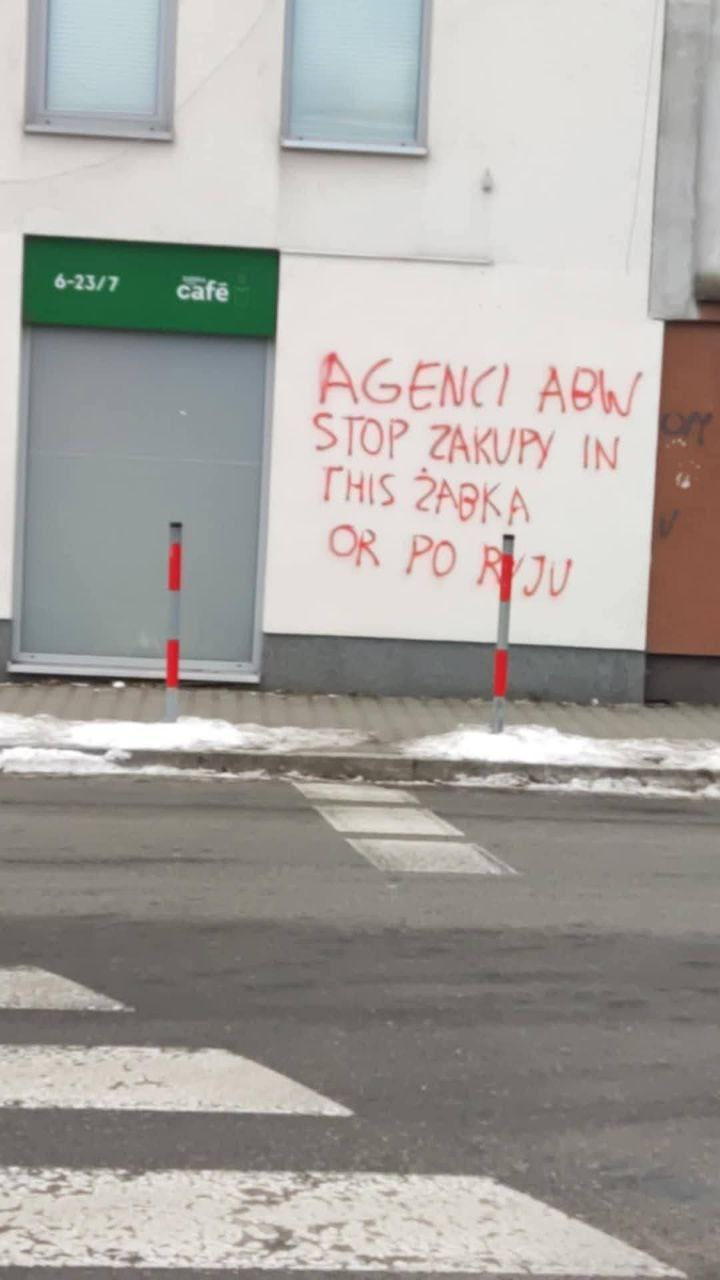 6-23/7
café
AGENCI ABW
STOP ZAKUPY IN
THIS ŻABKA
OR PO RYJU